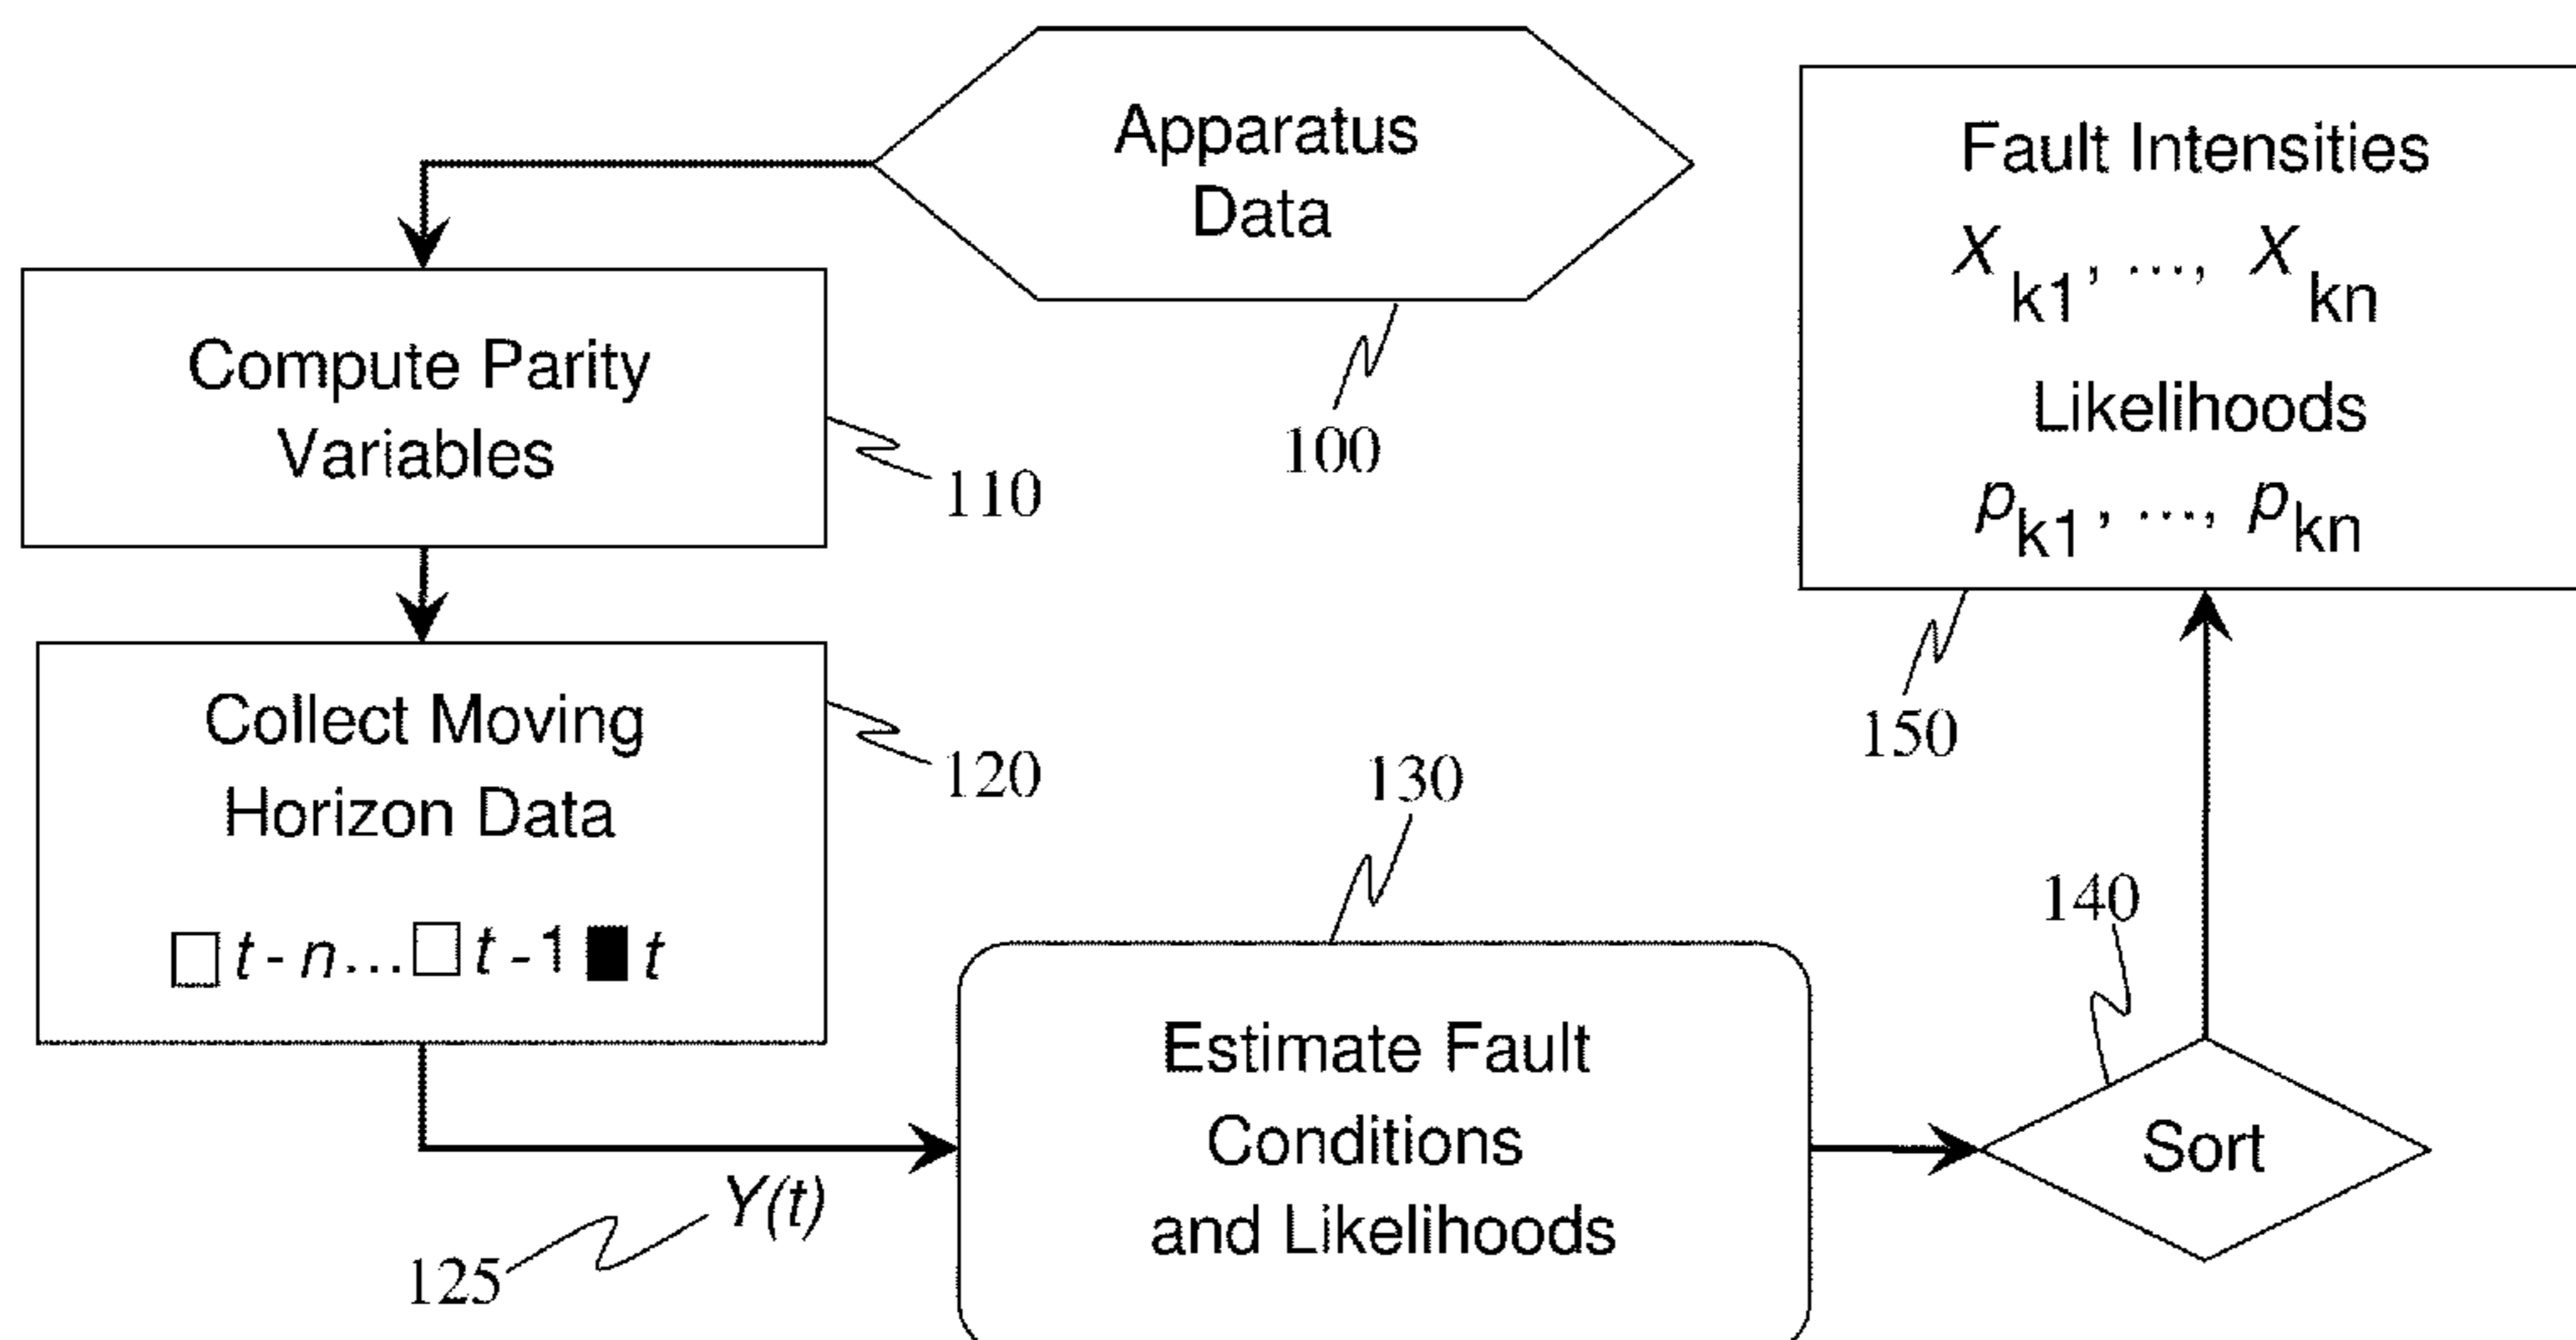 Apparatus
Data
100
Compute Parity
Variables
110
Collect Moving
Horizon Data
□ t - n... □ t - 1 ■ t
120
Y(t)
125
Estimate Fault
Conditions
and Likelihoods
130
Sort
140
Fault Intensities
X k1, ..., X kn
Likelihoods
p k1, ..., p kn
150